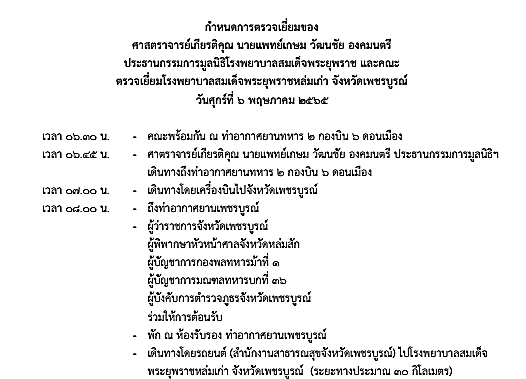 กำหนดการตรวจเยี่ยมของ
ศาสตราจารย์เกียรติคุณ นายแพทย์เกษม วัฒนชัย องคมนตรี
ประธานกรรมการมูลนิธิโรงพยาบาลสมเด็จพระยุพราช และคณะ
ตรวจเยี่ยมโรงพยาบาลสมเด็จพระยุพราชหล่มเก่า จังหวัดเพชรบูรณ์
วันศุกร์ที่ ๖ พฤษภาคม ๒๕๖๕
เวลา ๐๖.๓๐ น. - คณะพร้อมกัน ณ ท่าอากาศยานทหาร ๒ กองบิน ๖ ดอนเมือง
เวลา ๐๖.๔๕ น. - ศาตราจารย์เกียรติคุณ นายแพทย์เกษม วัฒนชัย องคมนตรี ประธานกรรมการมูลนิธิฯ
เดินทางถึงท่าอากาศยานทหาร ๒ กองบิน ๖ ดอนเมือง
เวลา ๐๗.๐๐ น. - เดินทางโดยเครื่องบินไปจังหวัดเพชรบูรณ์
เวลา ๐๘.๐๐ น. - ถึงท่าอากาศยานเพชรบูรณ์
- ผู้ว่าราชการจังหวัดเพชรบูรณ์
ผู้พิพากษาหัวหน้าศาลจังหวัดหล่มสัก
ผู้บัญชาการกองพลทหารม้าที่ ๑
ผู้บัญชาการมณฑลทหารบกที่ ๓๖
ผู้บังคับการตำรวจภูธรจังหวัดเพชรบูรณ์
ร่วมให้การต้อนรับ
- พัก ณ ห้องรับรอง ท่าอากาศยานเพชรบูรณ์
- เดินทางโดยรถยนต์ (สำนักงานสาธารณสุขจังหวัดเพชรบูรณ์) ไปโรงพยาบาลสมเด็จ
พระยุพราชหล่มเก่า จังหวัดเพชรบูรณ์ (ระยะทางประมาณ ๓๐ กิโลเมตร)